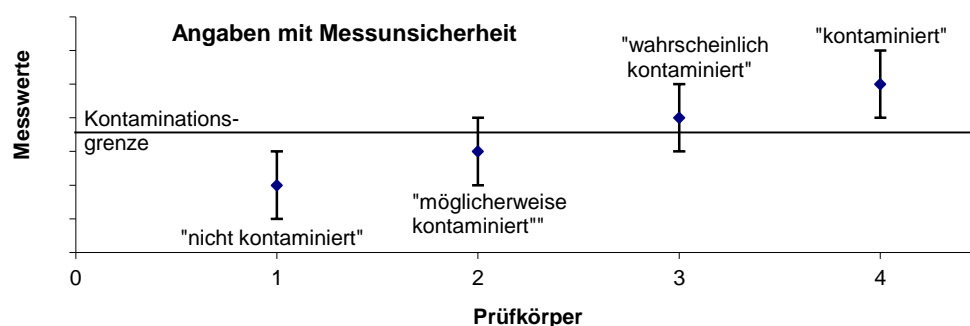 Angaben mit Messunsicherheit
"wahrscheinlich
kontaminiert"
"kontaminiert"
Messwerte
Kontaminations-
grenze
"nicht kontaminiert"
"möglicherweise
kontaminiert""
0 1 2 3 4
Prüfkörper